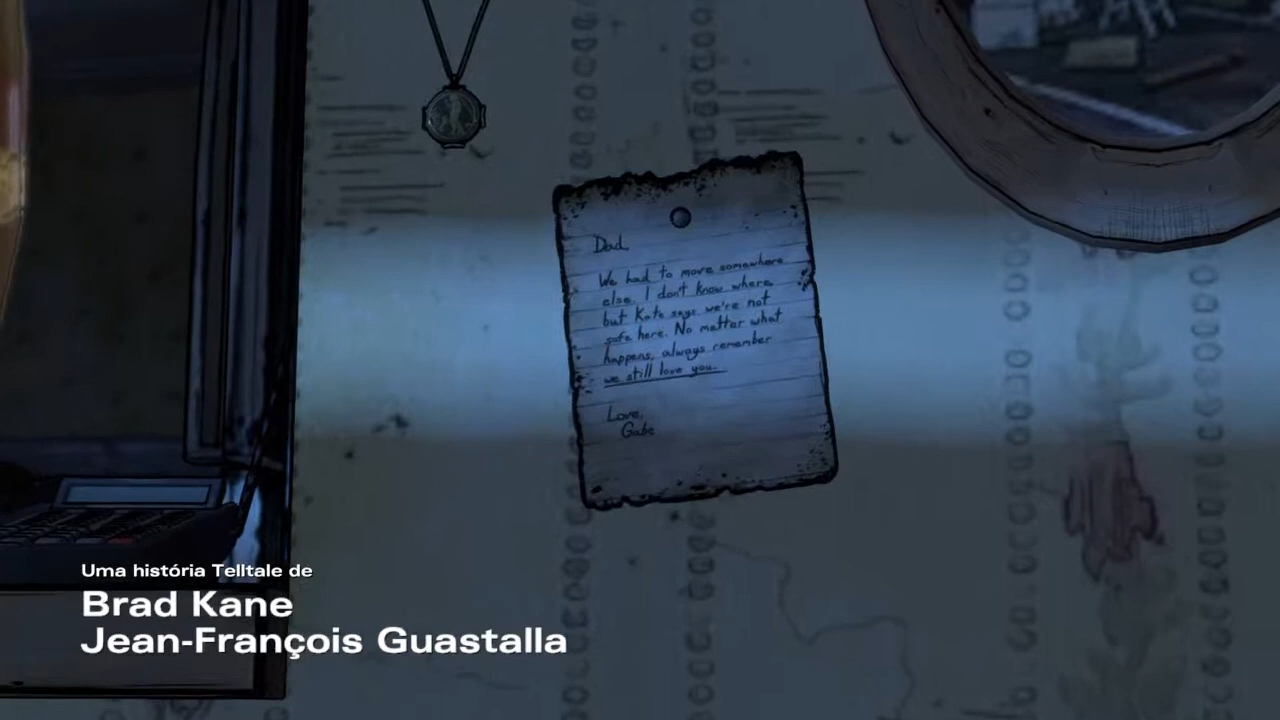 Dad,
We had to move somewhere
else. I don't know where,
but Kate says we're not
safe here. No matter what
happens, always remember
we still love you.
Love,
Gabe
Uma história Telltale de
Brad Kane
Jean-François Guastalla